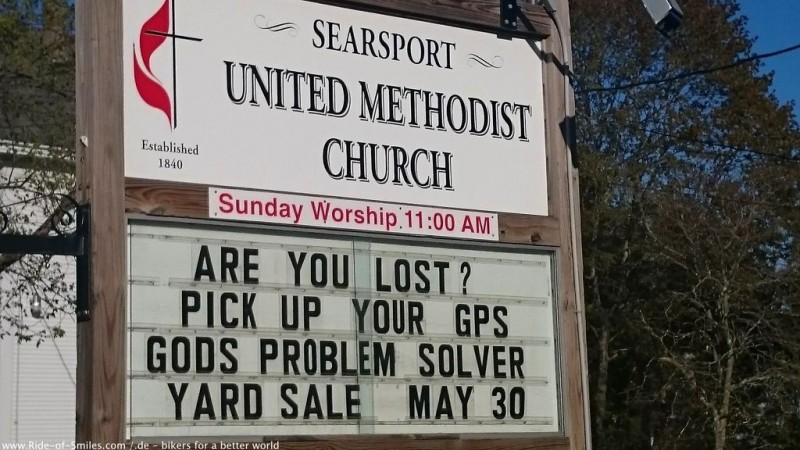 SEARSPORT
UNITED METHODIST
CHURCH
Established
1840
Sunday Worship 11:00 AM
ARE YOU LOST?
PICK UP YOUR GPS
GODS PROBLEM SOLVER
YARD SALE MAY 30
www.Ride-of-Smiles.com /.de - bikers for a better world